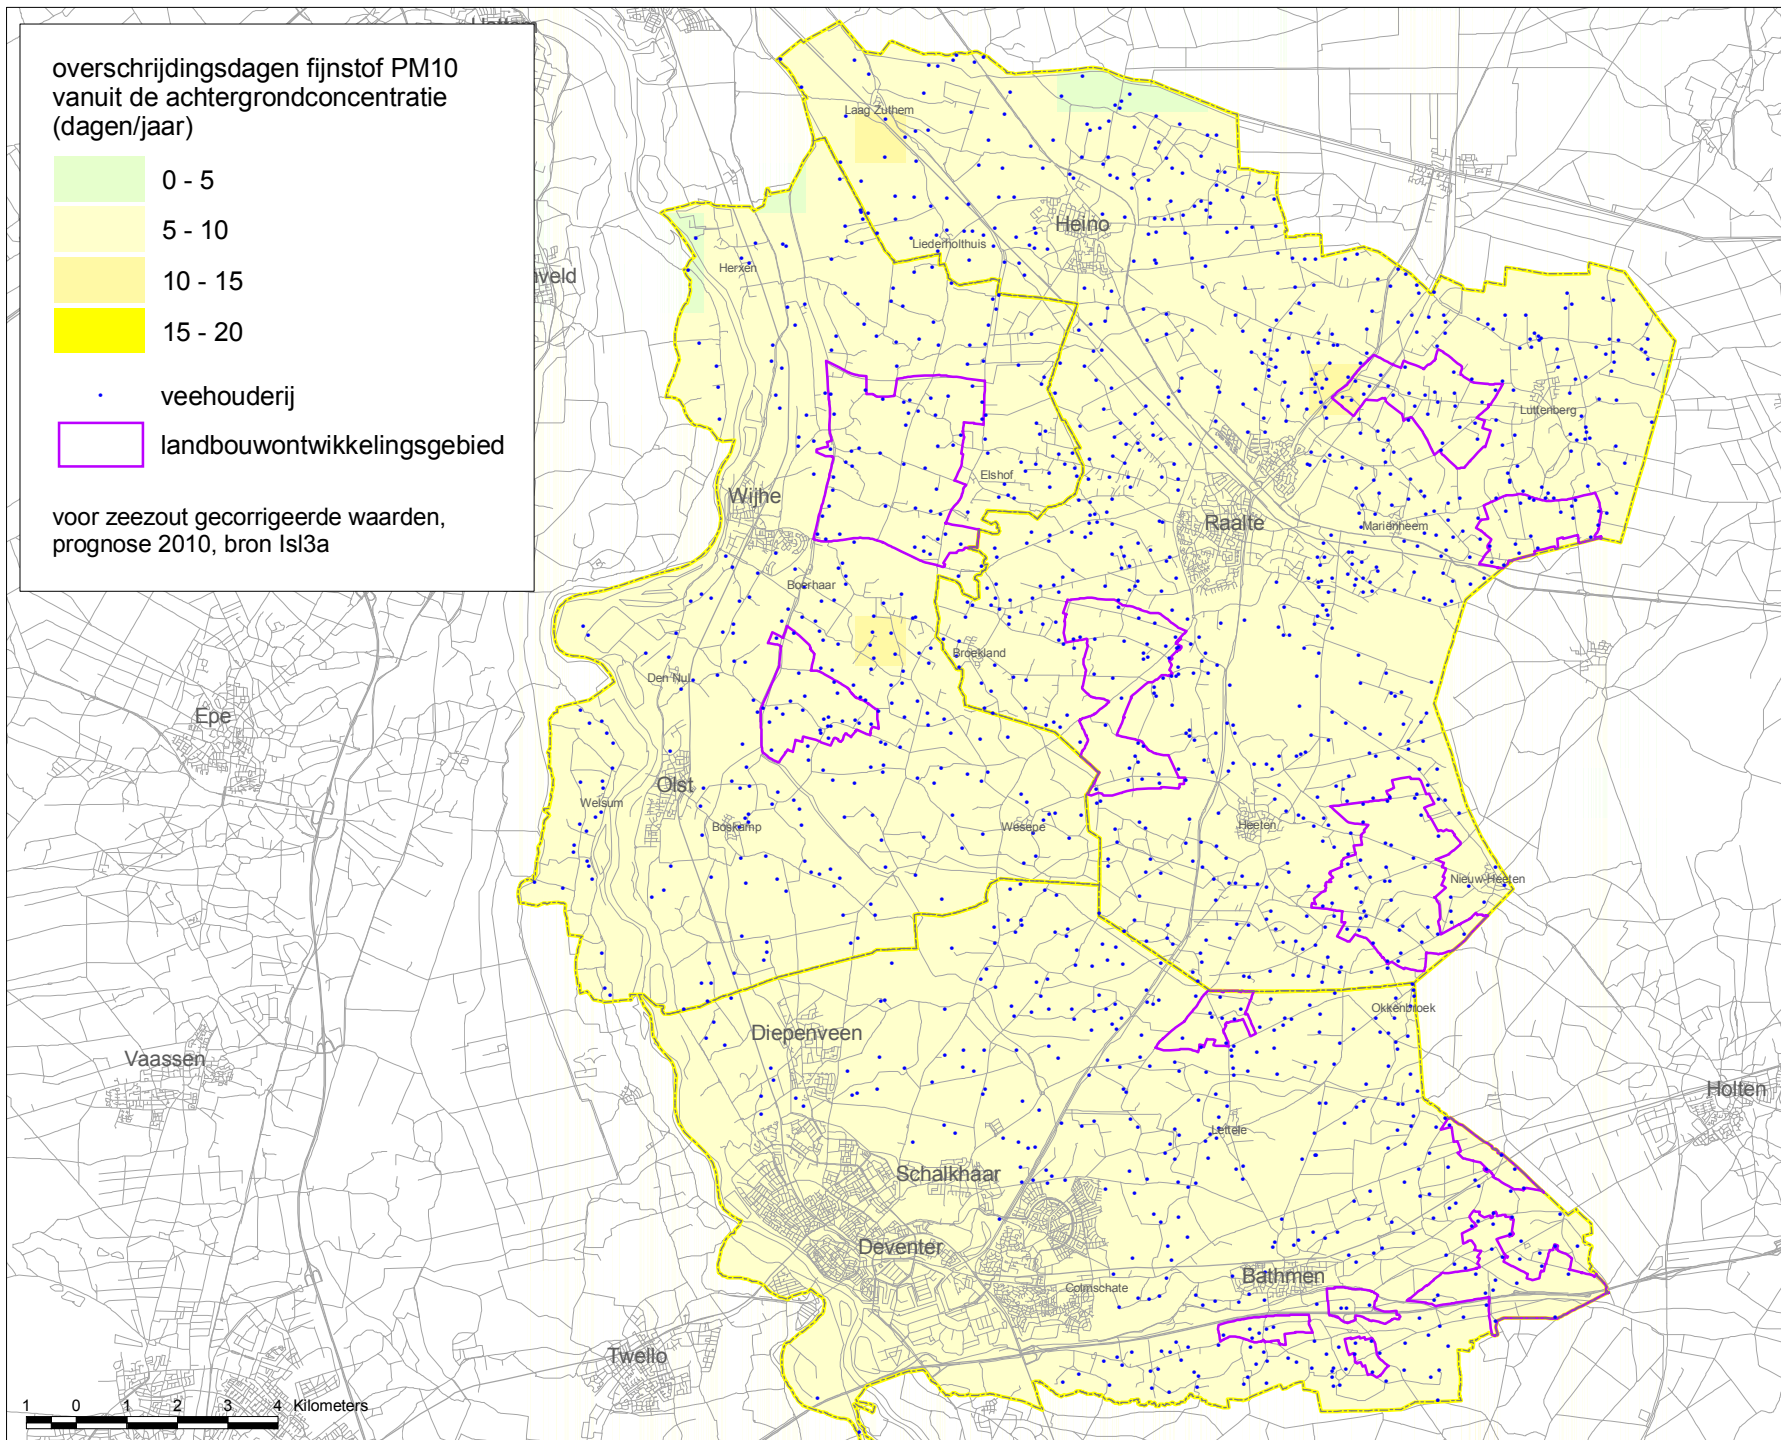 overschrijdingsdagen fijnstof PM10
vanuit de achtergrondconcentratie
(dagen/jaar)
0 - 5
5 - 10
10 - 15
15 - 20
veehouderij
landbouwontwikkelingsgebied
voor zeezout gecorrigeerde waarden,
prognose 2010, bron Isl3a
Laag Zuthem
Heino
Liederholthuis
Herxen
nveld
Luttenberg
Elshof
Wijhe
Raalte
Mariënheem
Boerhaar
Broekland
Den Nul
Epe
Olst
Welsum
Boskamp
Wesepe
Heeten
Nieuw-Heeten
Okkenbroek
Diepenveen
Vaassen
Holten
Lettele
Schalkhaar
Deventer
Bathmen
Colmschate
Twello
1 0 1 2 3 4 Kilometers